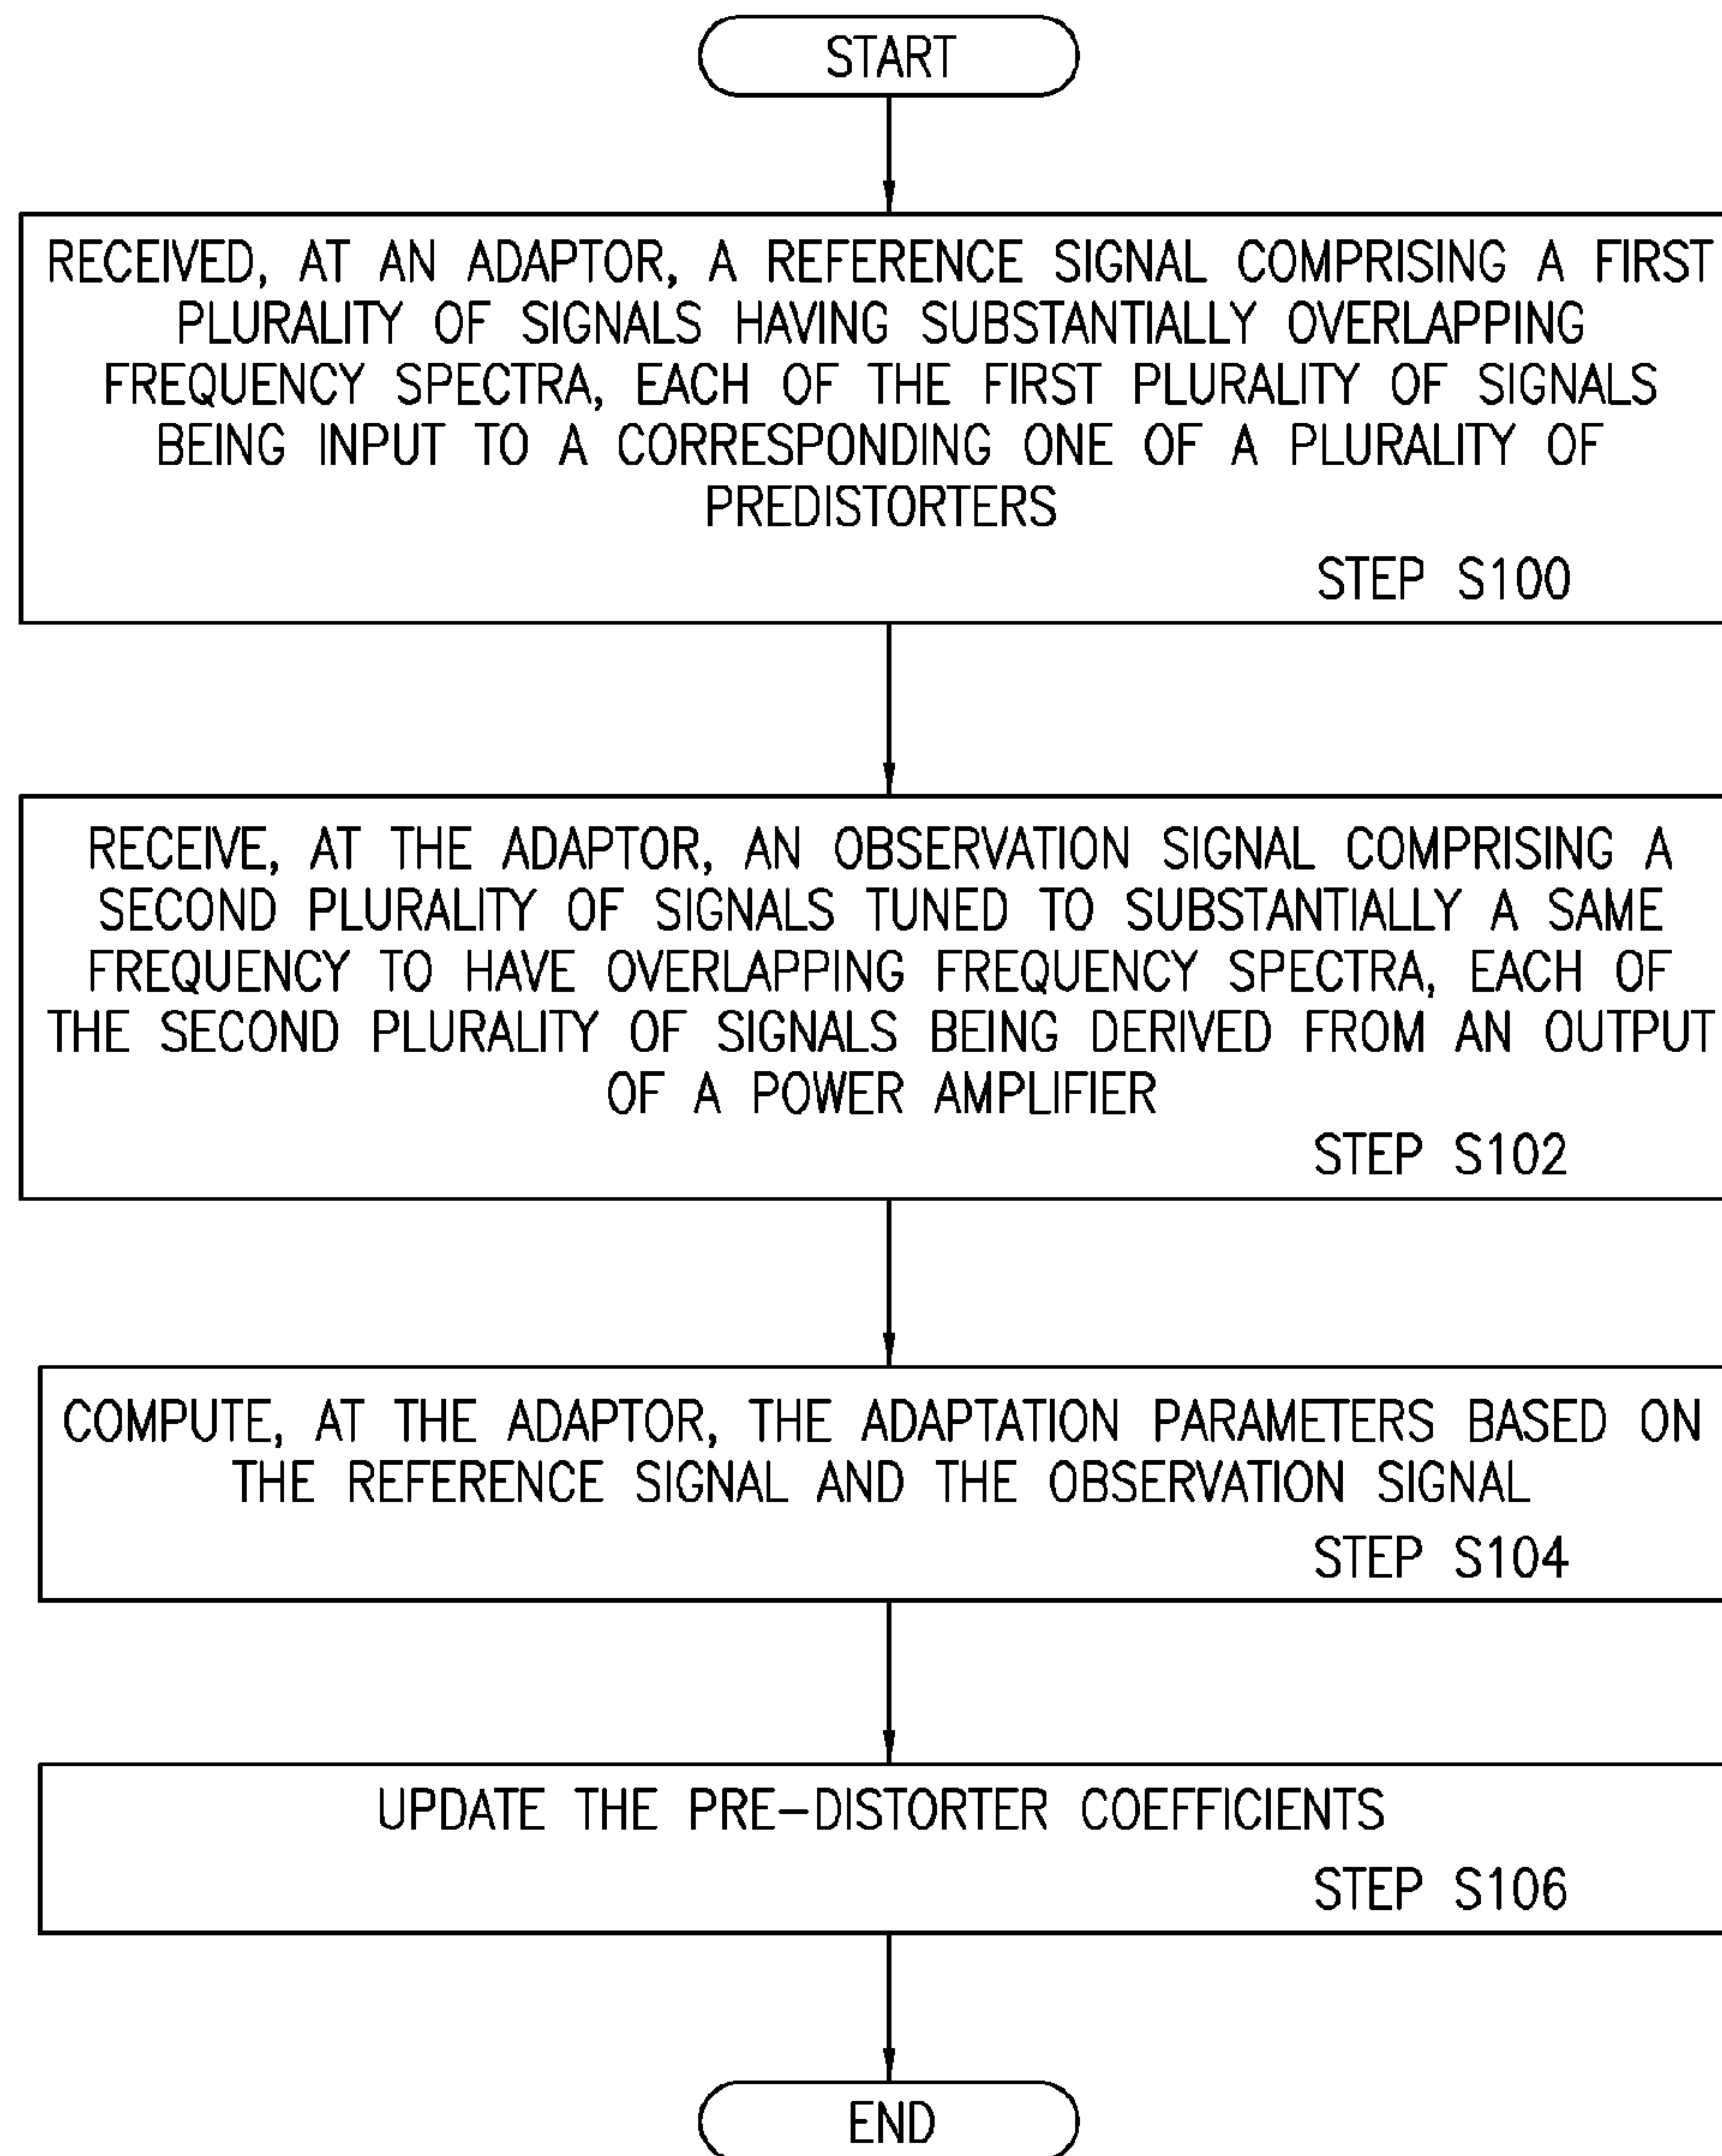 START
RECEIVED, AT AN ADAPTOR, A REFERENCE SIGNAL COMPRISING A FIRST
PLURALITY OF SIGNALS HAVING SUBSTANTIALLY OVERLAPPING
FREQUENCY SPECTRA, EACH OF THE FIRST PLURALITY OF SIGNALS
BEING INPUT TO A CORRESPONDING ONE OF A PLURALITY OF
PREDISTORTERS
STEP S100
RECEIVE, AT THE ADAPTOR, AN OBSERVATION SIGNAL COMPRISING A
SECOND PLURALITY OF SIGNALS TUNED TO SUBSTANTIALLY A SAME
FREQUENCY TO HAVE OVERLAPPING FREQUENCY SPECTRA, EACH OF
THE SECOND PLURALITY OF SIGNALS BEING DERIVED FROM AN OUTPUT
OF A POWER AMPLIFIER
STEP S102
COMPUTE, AT THE ADAPTOR, THE ADAPTATION PARAMETERS BASED ON
THE REFERENCE SIGNAL AND THE OBSERVATION SIGNAL
STEP S104
UPDATE THE PRE-DISTORTER COEFFICIENTS
STEP S106
END